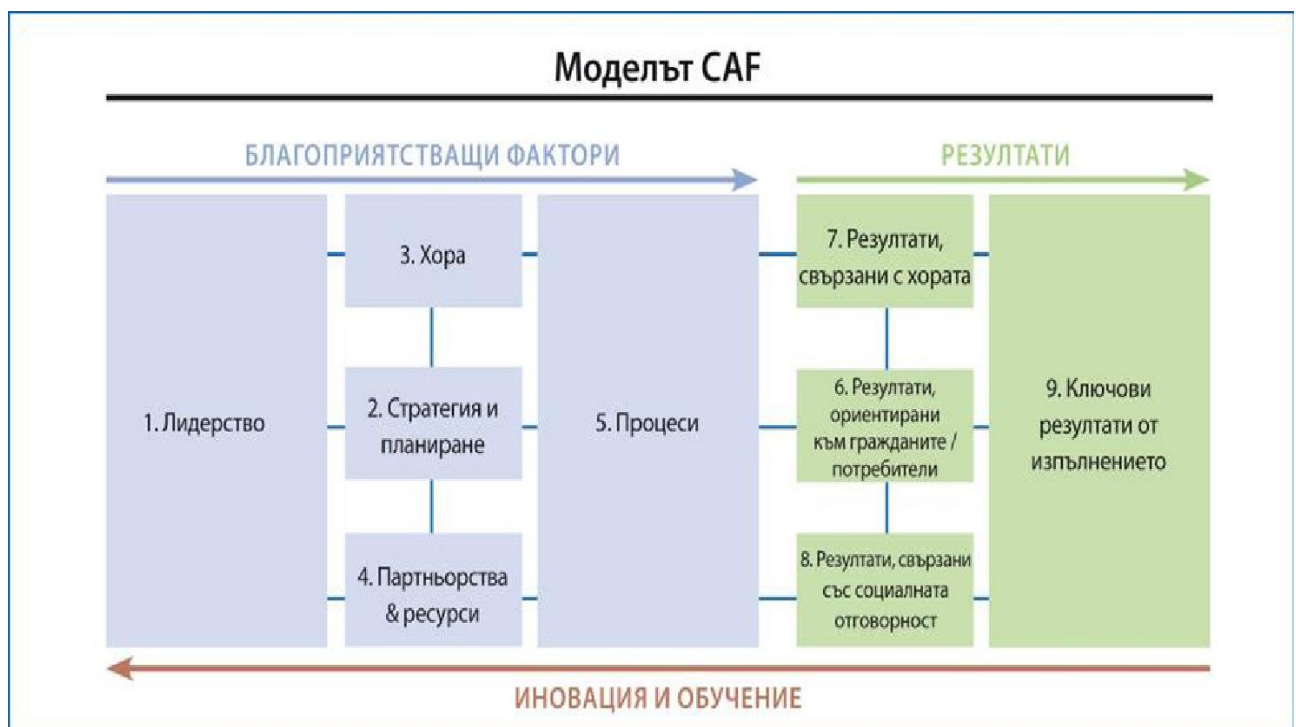 Моделът CAF
БЛАГОПРИЯТСТВАЩИ ФАКТОРИ
РЕЗУЛТАТИ
1. Лидерство
3. Хора
2. Стратегия и
планиране
4. Партньорства
& ресурси
5. Процеси
7. Резултати,
свързани с хората
6. Резултати,
ориентирани
към гражданите /
потребители
8. Резултати, свързани
със социалната
отговорност
9. Ключови
резултати от
изпълнението
ИНОВАЦИЯ И ОБУЧЕНИЕ